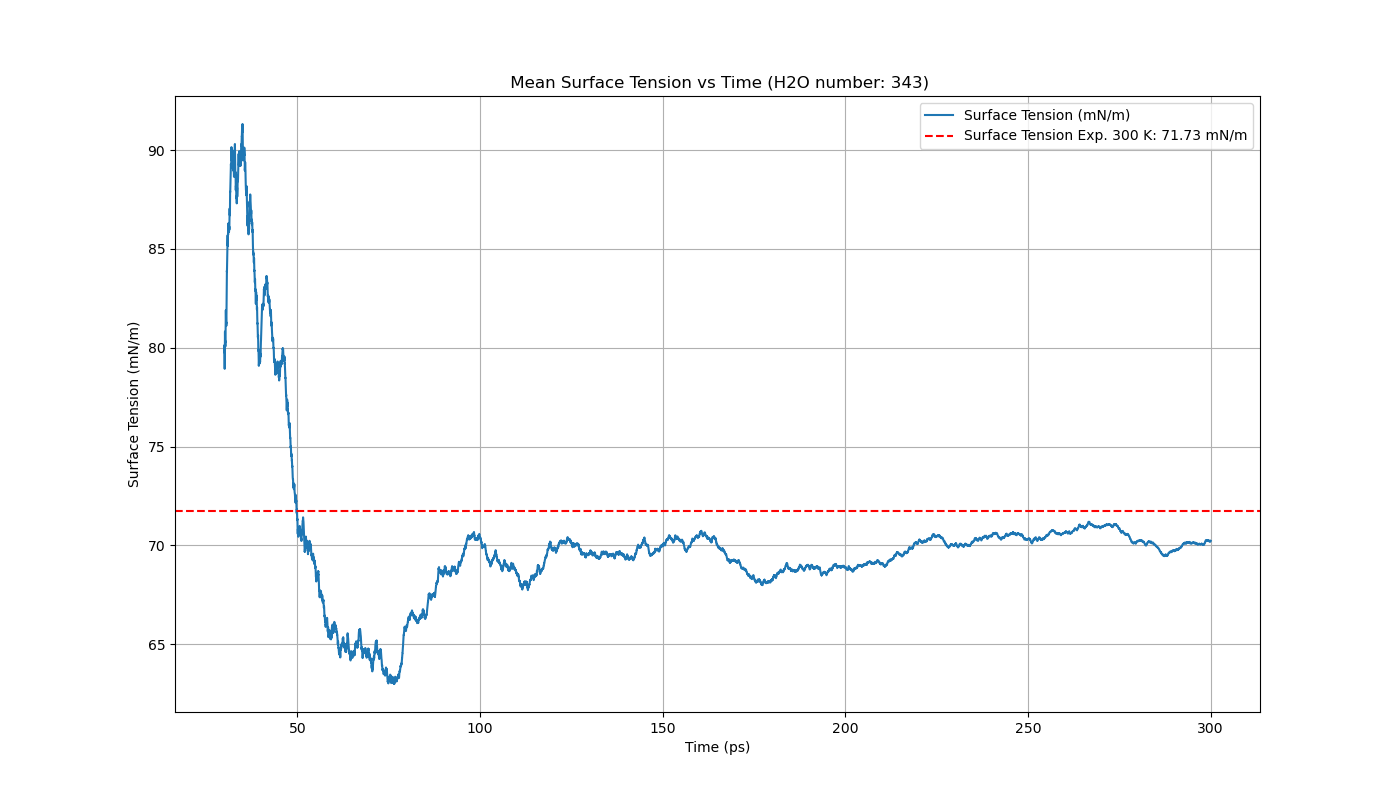 Mean Surface Tension vs Time (H2O number: 343)
Surface Tension (mN/m)
Surface Tension Exp. 300 K: 71.73 mN/m
Surface Tension (mN/m)
90
85
80
75
70
65
50
100
150
200
250
300
Time (ps)